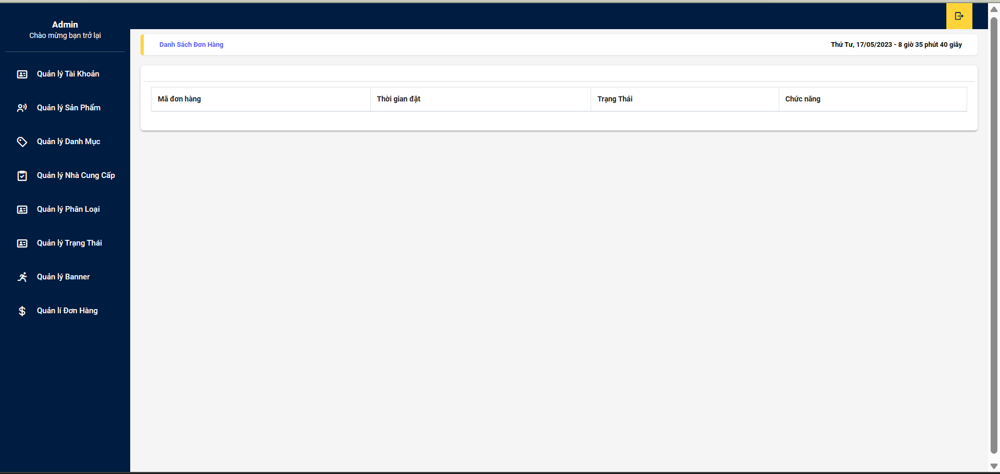 Admin
Chào mừng bạn trở lại
Quản lý Tài Khoản
Quản lý Sản Phẩm
Quản lý Danh Mục
Quản lý Nhà Cung Cấp
Quản lý Phân Loại
Quản lý Trạng Thái
Quản lý Banner
Quản lí Đơn Hàng
Danh Sách Đơn Hàng
Thứ Tư, 17/05/2023 - 8 giờ 35 phút 40 giây
Mã đơn hàng
Thời gian đặt
Trạng Thái
Chức năng